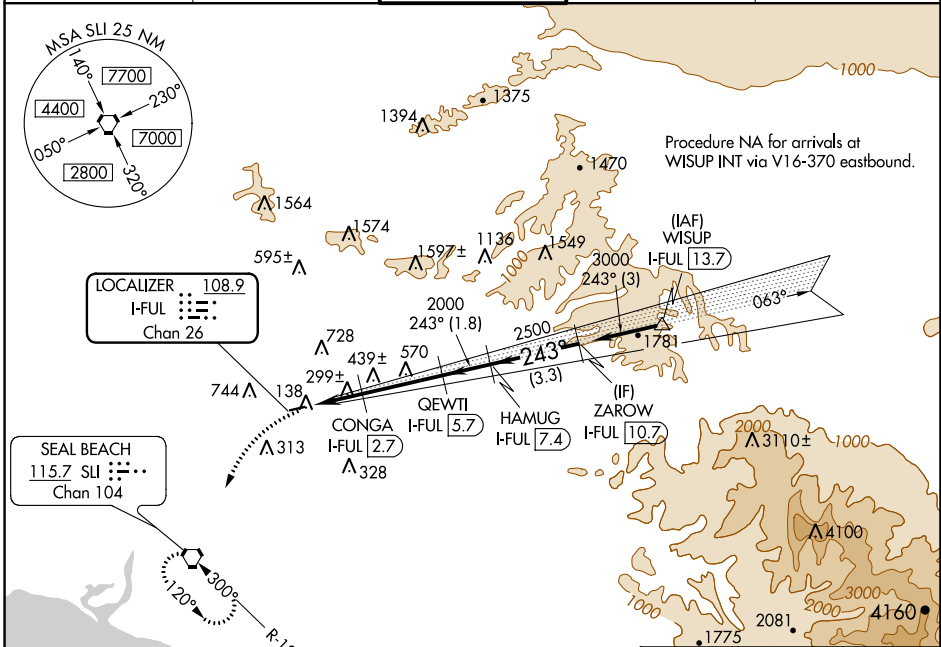 MSA SLI 25 NM
140°
7700
230°
4400
7000
050°
2800
320°
1000
1375
1394
1470
Procedure NA for arrivals at
WISUP INT via V16-370 eastbound.
1564
1574
595±
1597±
1136
1549
1000
(IAF)
WISUP
I-FUL 13.7
3000
243° (3)
063°
LOCALIZER 108.9
I-FUL
Chan 26
2000
243° (1.8)
2500
243°
(3.3)
1781
728
439±
570
299±
744
138
CONGA
I-FUL 2.7
QEWTI
I-FUL 5.7
HAMUG
I-FUL 7.4
(IF)
ZAROW
I-FUL 10.7
313
328
2000
3110±
1000
SEAL BEACH
115.7 SLI
Chan 104
4100
120°
300°
1000
3000
2000
4160
2081
1775